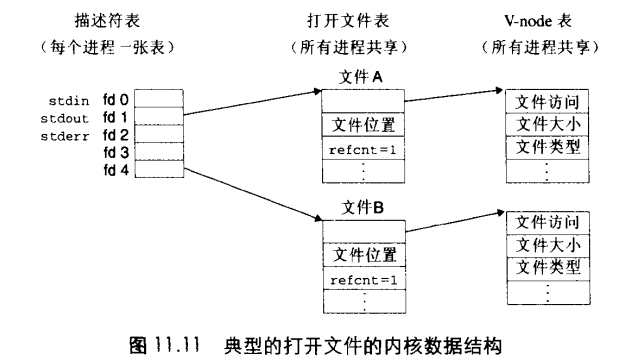 描述符表
（每个进程一张表）
打开文件表
（所有进程共享）
V-node 表
（所有进程共享）
stdin fd 0
stdout fd 1
stderr fd 2
fd 3
fd 4
文件A
文件位置
refcnt=1
⋮
文件访问
文件大小
文件类型
⋮
文件B
文件位置
refcnt=1
⋮
文件访问
文件大小
文件类型
⋮
图 11.11 典型的打开文件的内核数据结构